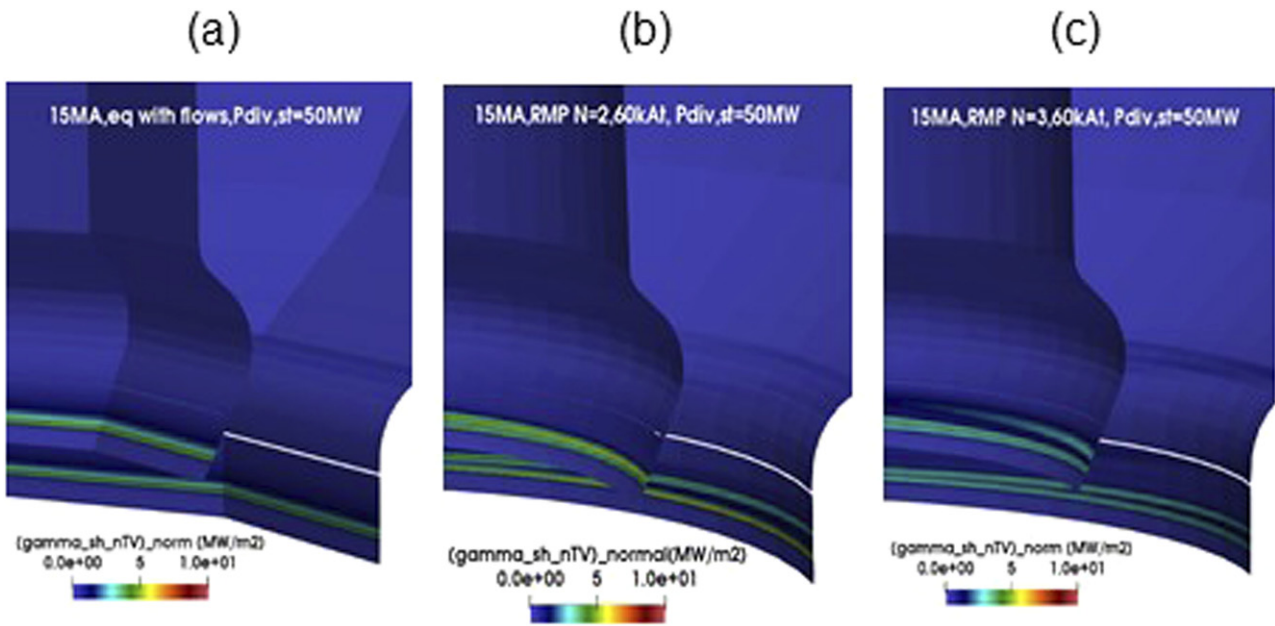 (a)
(b)
(c)
15MA,eq with flows,Pdiv,st=50MW
15MA,RMP N=2,60kAt, Pdiv,st=50MW
15MA,RMP N=3,60kAt, Pdiv,st=50MW
(gamma_sh_nTV)_norm (MW/m2)
0.0e+00 5 1.0e+01
(gamma_sh_nTV)_normal(MW/m2)
0.0e+00 5 1.0e+01
(gamma_sh_nTV)_norm (MW/m2)
0.0e+00 5 1.0e+01